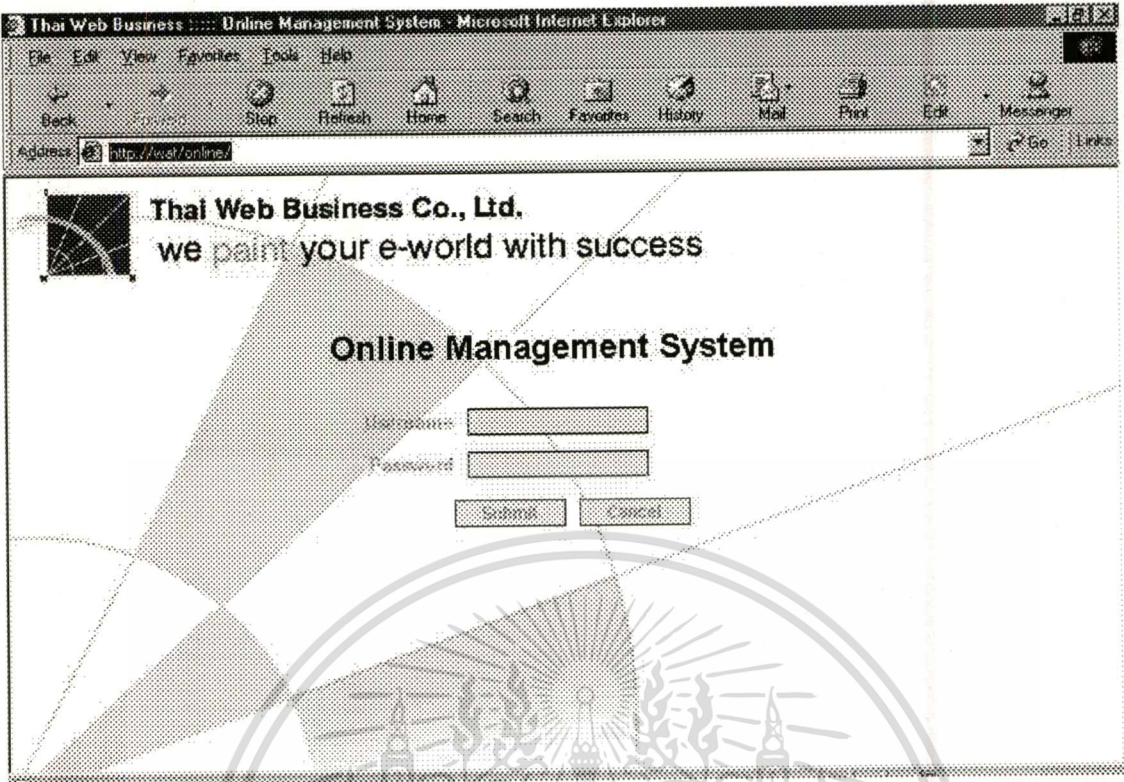 Thai Web Business ::::: Online Management System - Microsoft Internet Explorer
File Edit View Favorites Tools Help
Back Forward Stop Refresh Home Search Favorites History Mail Print Edit Messenger
Address http://wat/online/ Go Links
Thai Web Business Co., Ltd.
we paint your e-world with success
Online Management System
Username
Password
Submit Cancel